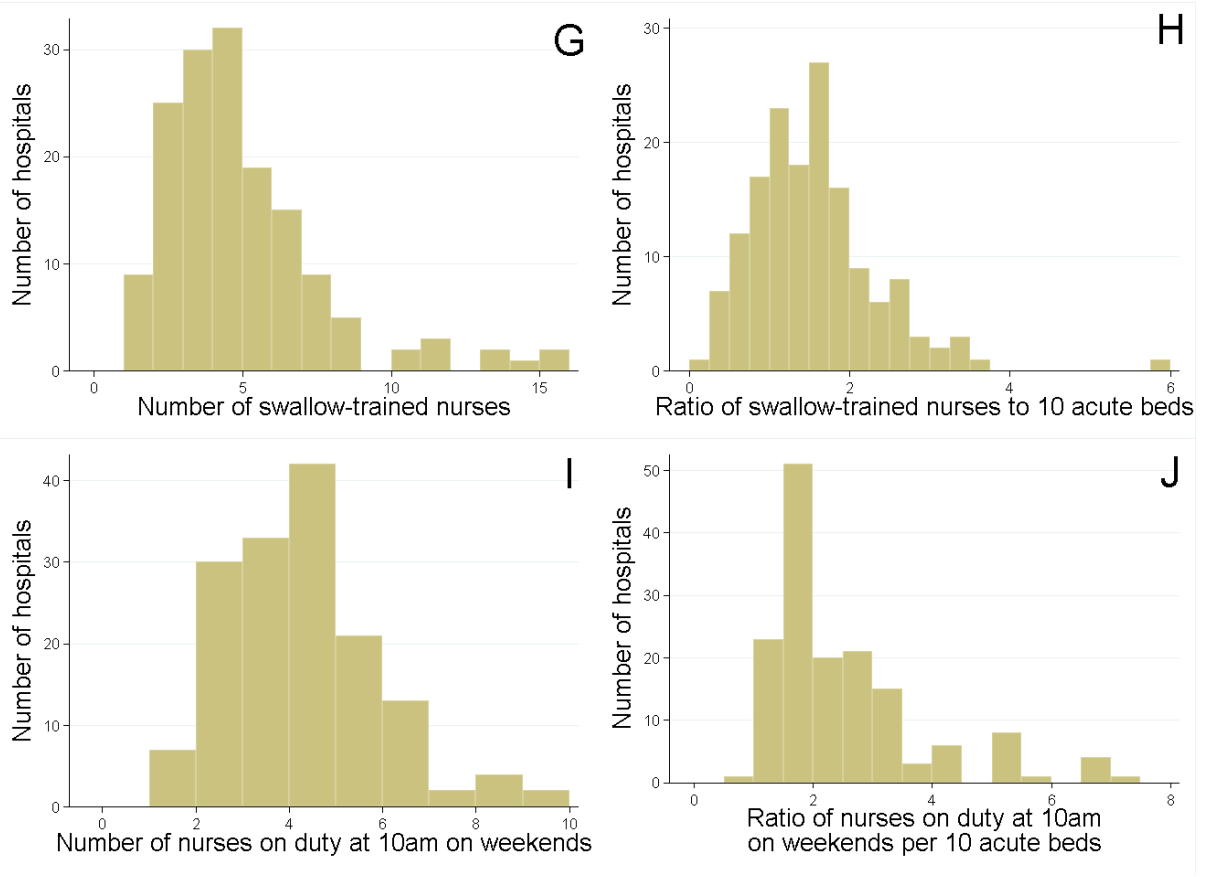 G
Number of hospitals
30
20
10
0
0 5 10 15
Number of swallow-trained nurses
H
Number of hospitals
30
20
10
0
0 2 4 6
Ratio of swallow-trained nurses to 10 acute beds
I
Number of hospitals
40
30
20
10
0
0 2 4 6 8 10
Number of nurses on duty at 10am on weekends
J
Number of hospitals
50
40
30
20
10
0
0 2 4 6 8
Ratio of nurses on duty at 10am
on weekends per 10 acute beds